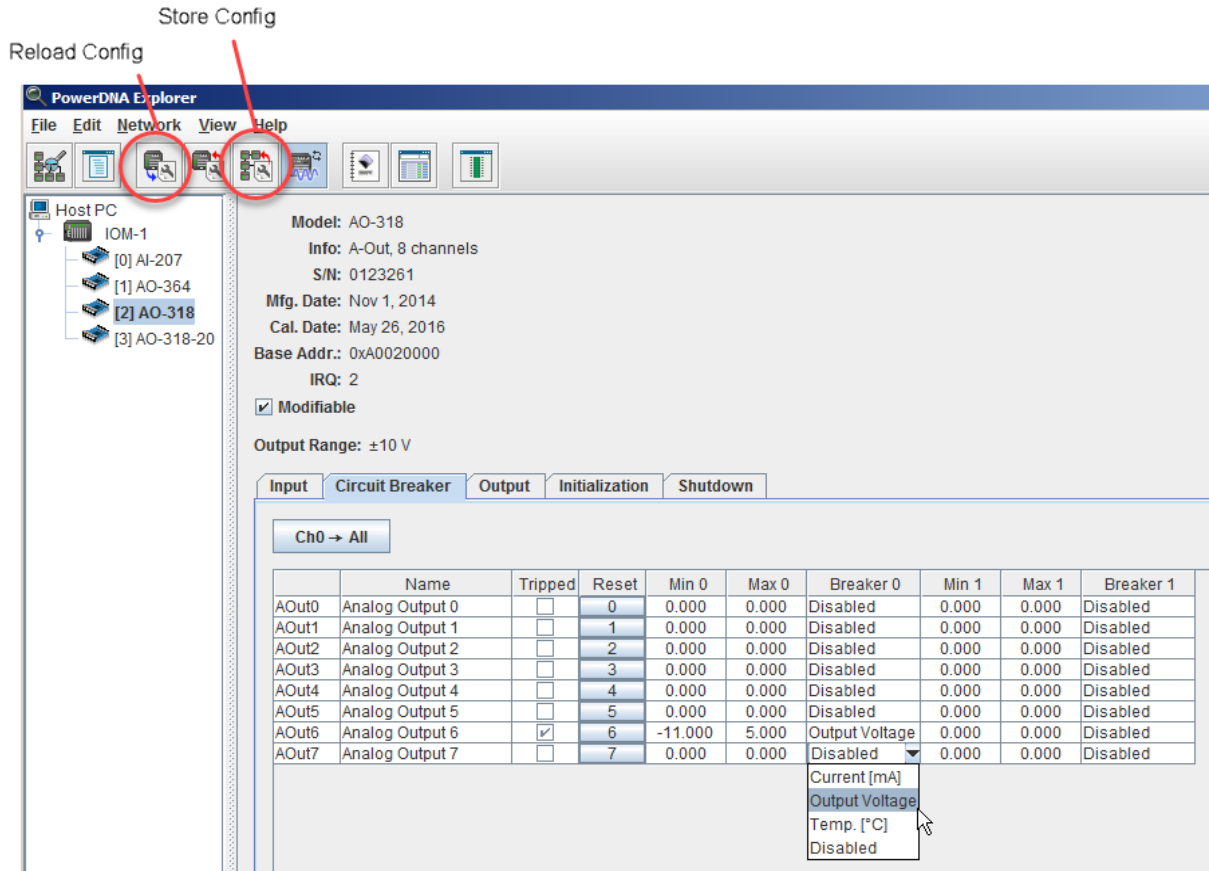 Store Config
Reload Config
PowerDNA Explorer
File Edit Network View Help
Host PC
IOM-1
[0] AI-207
[1] AO-364
[2] AO-318
[3] AO-318-20
Model: AO-318
Info: A-Out, 8 channels
S/N: 0123261
Mfg. Date: Nov 1, 2014
Cal. Date: May 26, 2016
Base Addr.: 0xA0020000
IRQ: 2
Modifiable
Output Range: ±10 V
Input Circuit Breaker Output Initialization Shutdown
Ch0 → All
Name Tripped Reset Min 0 Max 0 Breaker 0 Min 1 Max 1 Breaker 1
AOut0 Analog Output 0 0 0.000 0.000 Disabled 0.000 0.000 Disabled
AOut1 Analog Output 1 1 0.000 0.000 Disabled 0.000 0.000 Disabled
AOut2 Analog Output 2 2 0.000 0.000 Disabled 0.000 0.000 Disabled
AOut3 Analog Output 3 3 0.000 0.000 Disabled 0.000 0.000 Disabled
AOut4 Analog Output 4 4 0.000 0.000 Disabled 0.000 0.000 Disabled
AOut5 Analog Output 5 5 0.000 0.000 Disabled 0.000 0.000 Disabled
AOut6 Analog Output 6 6 -11.000 5.000 Output Voltage 0.000 0.000 Disabled
AOut7 Analog Output 7 7 0.000 0.000 Disabled 0.000 0.000 Disabled
Current [mA]
Output Voltage
Temp. [°C]
Disabled